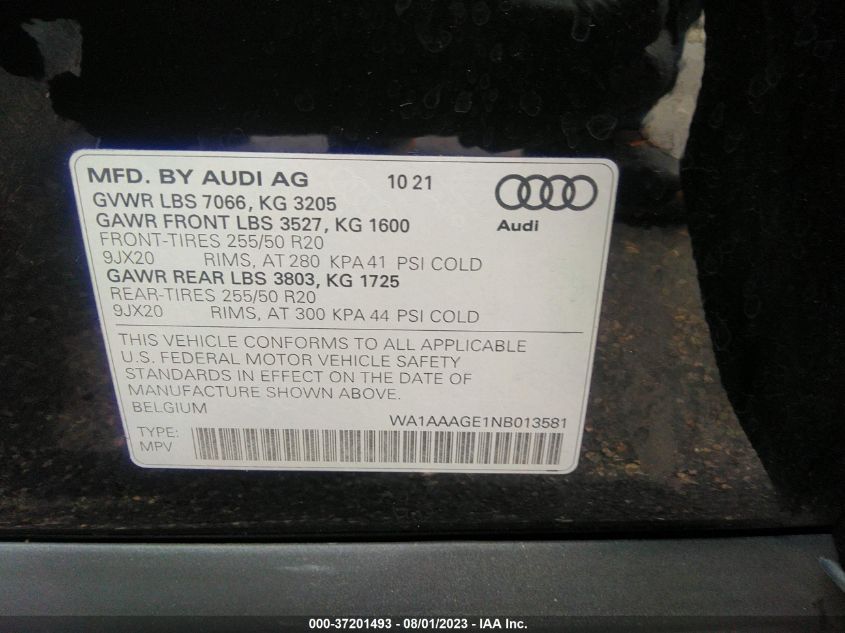 MFD. BY AUDI AG 10 21
GVWR LBS 7066, KG 3205
GAWR FRONT LBS 3527, KG 1600
Audi
FRONT-TIRES 255/50 R20
9JX20 RIMS, AT 280 KPA 41 PSI COLD
GAWR REAR LBS 3803, KG 1725
REAR-TIRES 255/50 R20
9JX20 RIMS, AT 300 KPA 44 PSI COLD
THIS VEHICLE CONFORMS TO ALL APPLICABLE
U.S. FEDERAL MOTOR VEHICLE SAFETY
STANDARDS IN EFFECT ON THE DATE OF
MANUFACTURE SHOWN ABOVE.
BELGIUM
WA1AAAGE1NB013581
TYPE:
MPV
000-37201493 - 08/01/2023 - IAA Inc.